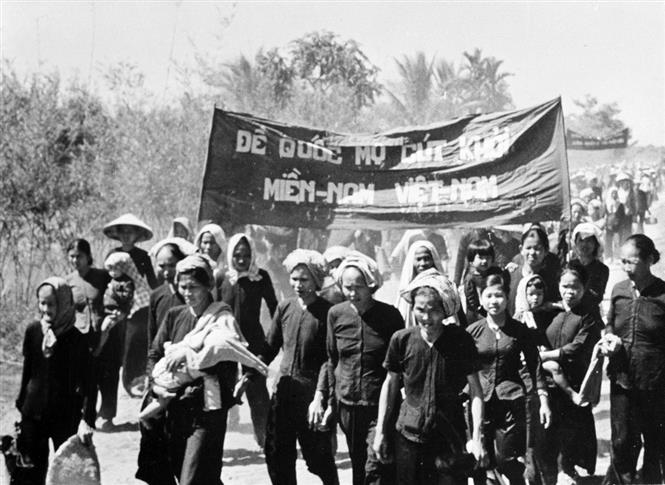 ĐẾ QUỐC MỸ CÚT KHỎI
MIỀN-NAM VIỆT-NAM